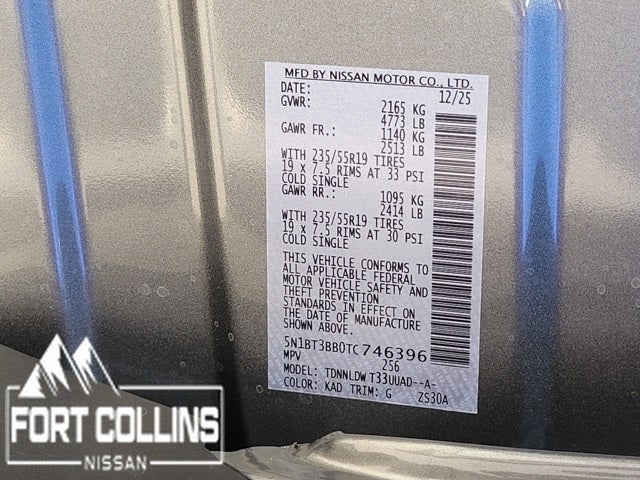 MFD BY NISSAN MOTOR CO., LTD.
DATE: 12/25
GVWR: 2165 KG
4773 LB
GAWR FR.: 1140 KG
2513 LB
WITH 235/55R19 TIRES
19 x 7.5 RIMS AT 33 PSI
COLD SINGLE
GAWR RR.: 1095 KG
2414 LB
WITH 235/55R19 TIRES
19 x 7.5 RIMS AT 30 PSI
COLD SINGLE
THIS VEHICLE CONFORMS TO
ALL APPLICABLE FEDERAL
MOTOR VEHICLE SAFETY AND
THEFT PREVENTION
STANDARDS IN EFFECT ON
THE DATE OF MANUFACTURE
SHOWN ABOVE.
5N1BT3BB0TC746396
MPV 256
MODEL: TDNNLDW T33UUAD--A-
COLOR: KAD TRIM: G ZS30A
FORT COLLINS
NISSAN